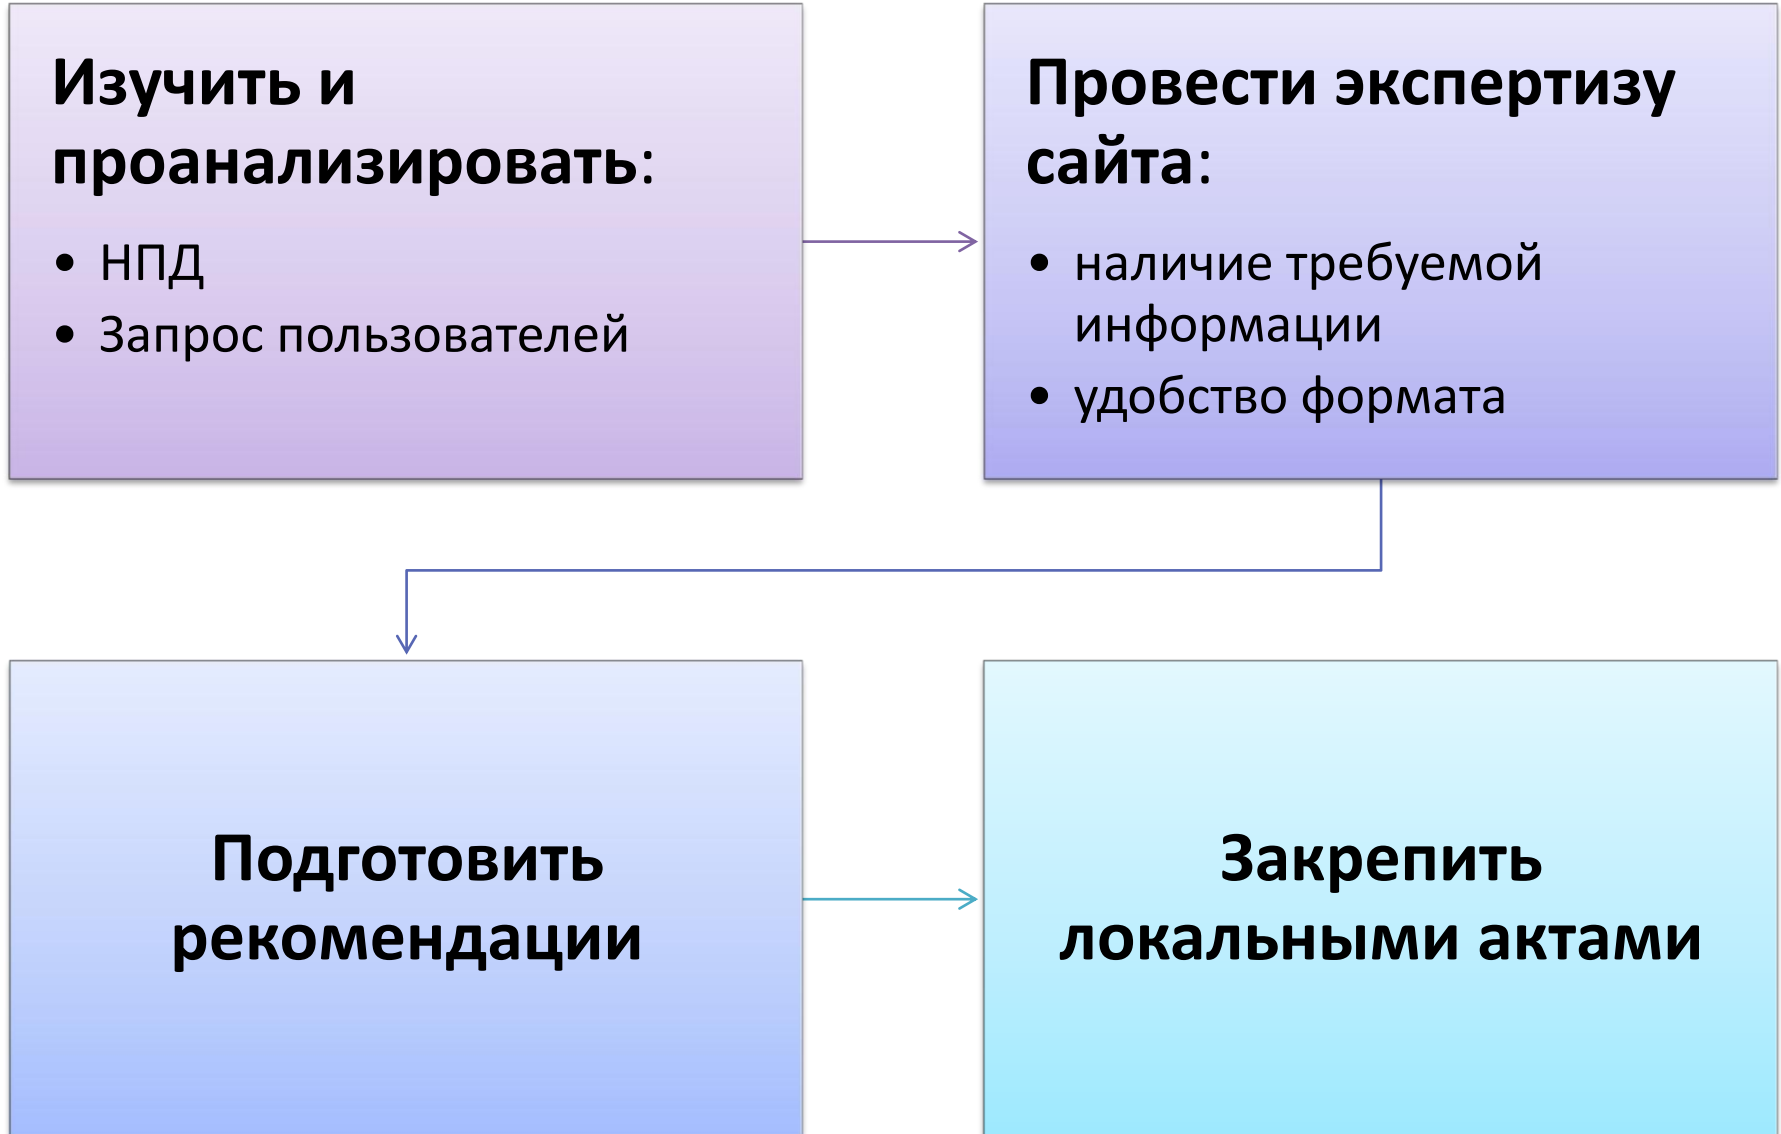 Изучить и
проанализировать:
• НПД
• Запрос пользователей
Провести экспертизу
сайта:
• наличие требуемой
информации
• удобство формата
Подготовить
рекомендации
Закрепить
локальными актами